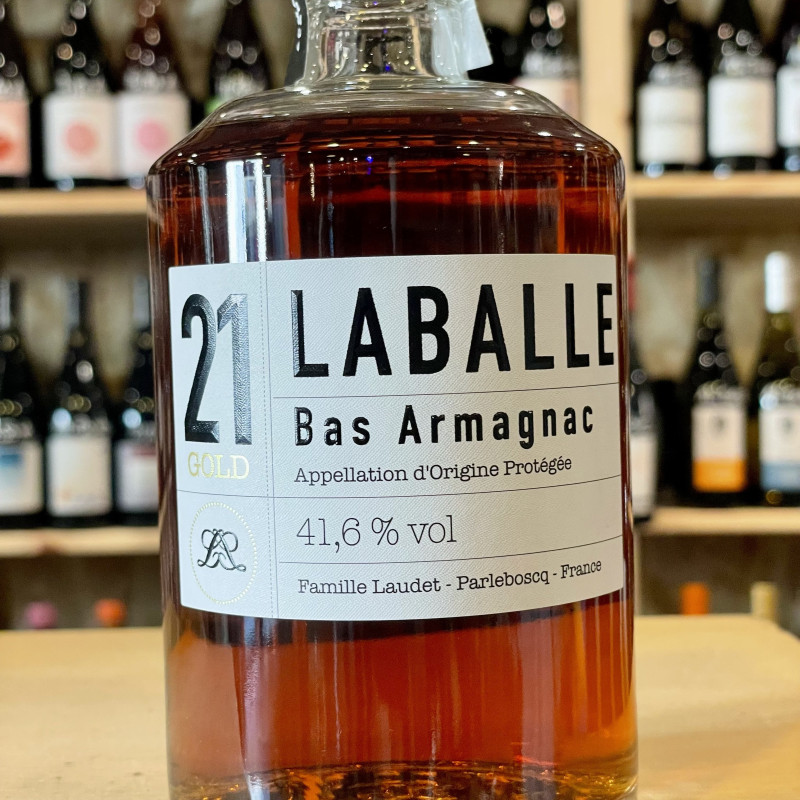 21
GOLD
LABALLE
Bas Armagnac
Appellation d'Origine Protégée
41,6 % vol
Famille Laudet - Parleboscq - France